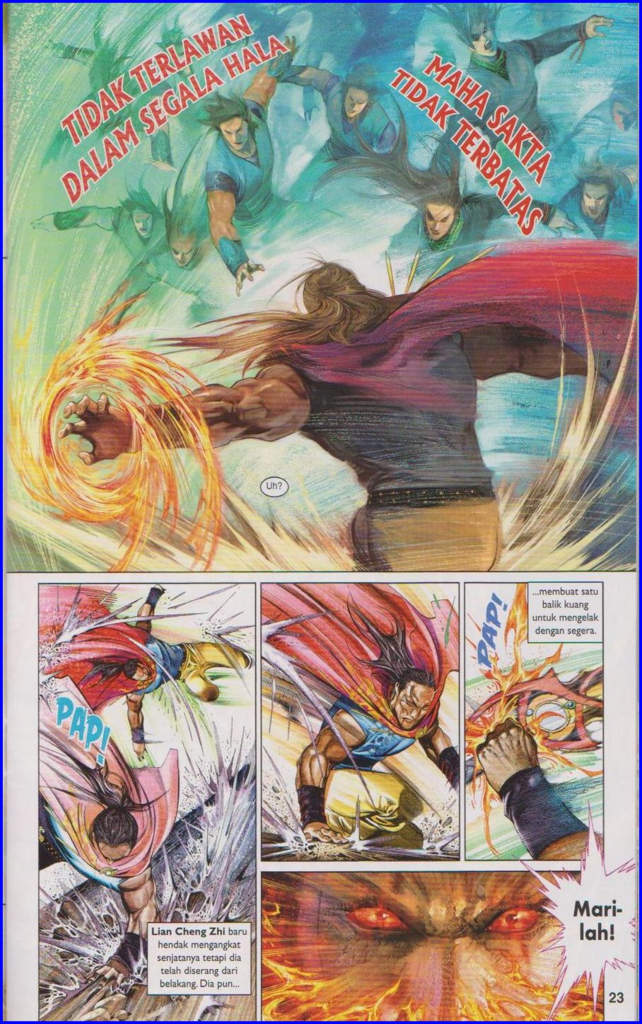 TIDAK TERLAWAN
DALAM SEGALA HALA
MAHA SAKTA
TIDAK TERBATAS
Uh?
PAP!
Lian Cheng Zhi baru
hendak mengangkat
senjatanya tetapi dia
telah diserang dari
belakang. Dia pun...
PAP!
...membuat satu
balik kuang
untuk mengelak
dengan segera.
Mari-
lah!
23